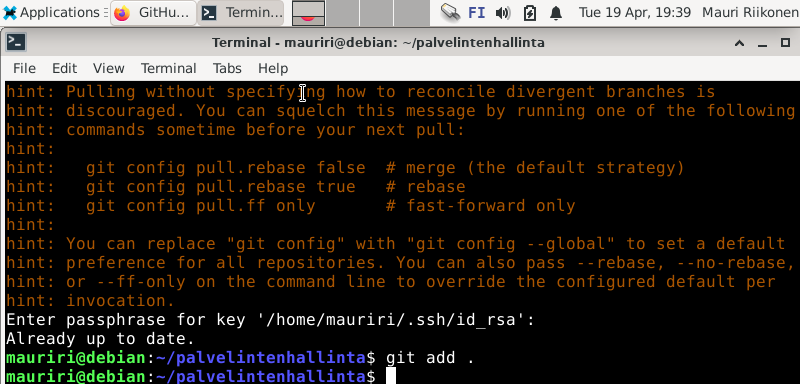 Applications GitHu... Termin... FI Tue 19 Apr, 19:39 Mauri Riikonen
Terminal - mauriri@debian: ~/palvelintenhallinta
File Edit View Terminal Tabs Help
hint: Pulling without specifying how to reconcile divergent branches is
hint: discouraged. You can squelch this message by running one of the following
hint: commands sometime before your next pull:
hint:
hint:   git config pull.rebase false  # merge (the default strategy)
hint:   git config pull.rebase true   # rebase
hint:   git config pull.ff only       # fast-forward only
hint:
hint: You can replace "git config" with "git config --global" to set a default
hint: preference for all repositories. You can also pass --rebase, --no-rebase,
hint: or --ff-only on the command line to override the configured default per
hint: invocation.
Enter passphrase for key '/home/mauriri/.ssh/id_rsa':
Already up to date.
mauriri@debian:~/palvelintenhallinta$ git add .
mauriri@debian:~/palvelintenhallinta$